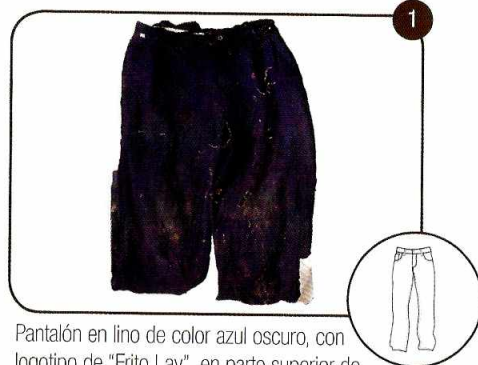 1
Pantalón en lino de color azul oscuro, con
logotipo de "Frito Lay", en parte superior de